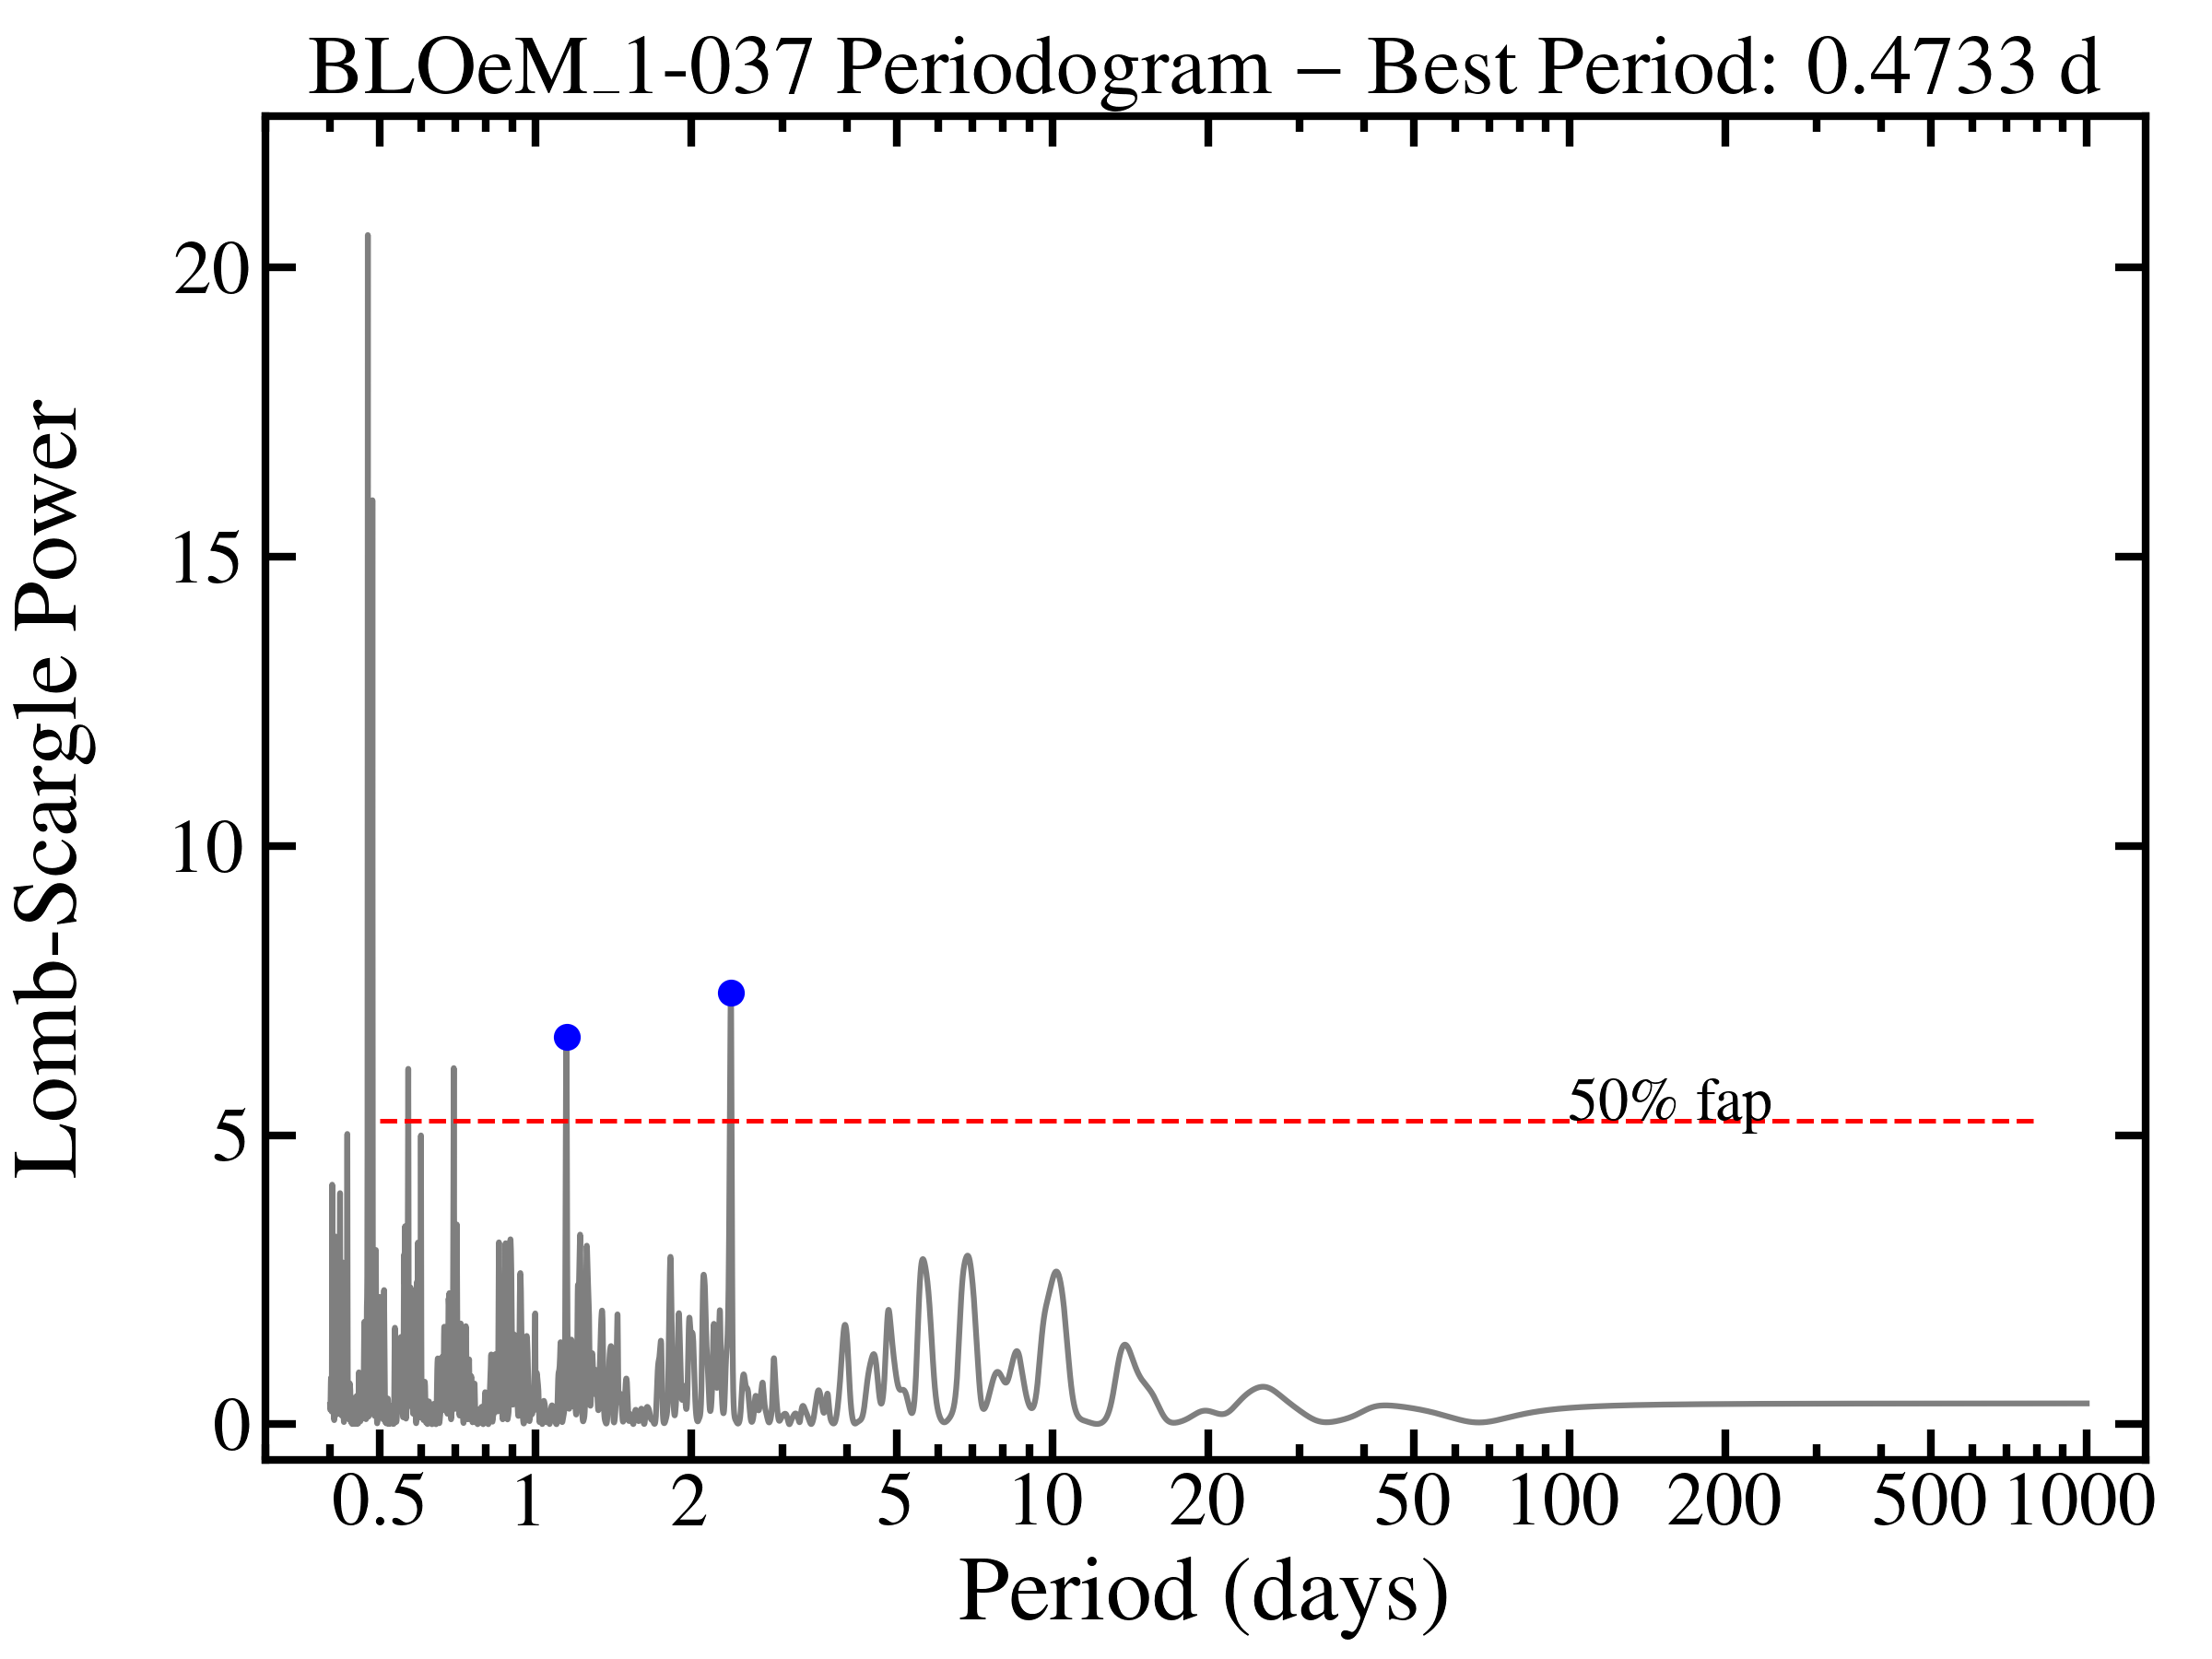 BLOeM_1-037 Periodogram − Best Period: 0.4733 d
Lomb-Scargle Power
20
15
10
5
0
50% fap
0.5 1 2 5 10 20 50 100 200 500 1000
Period (days)